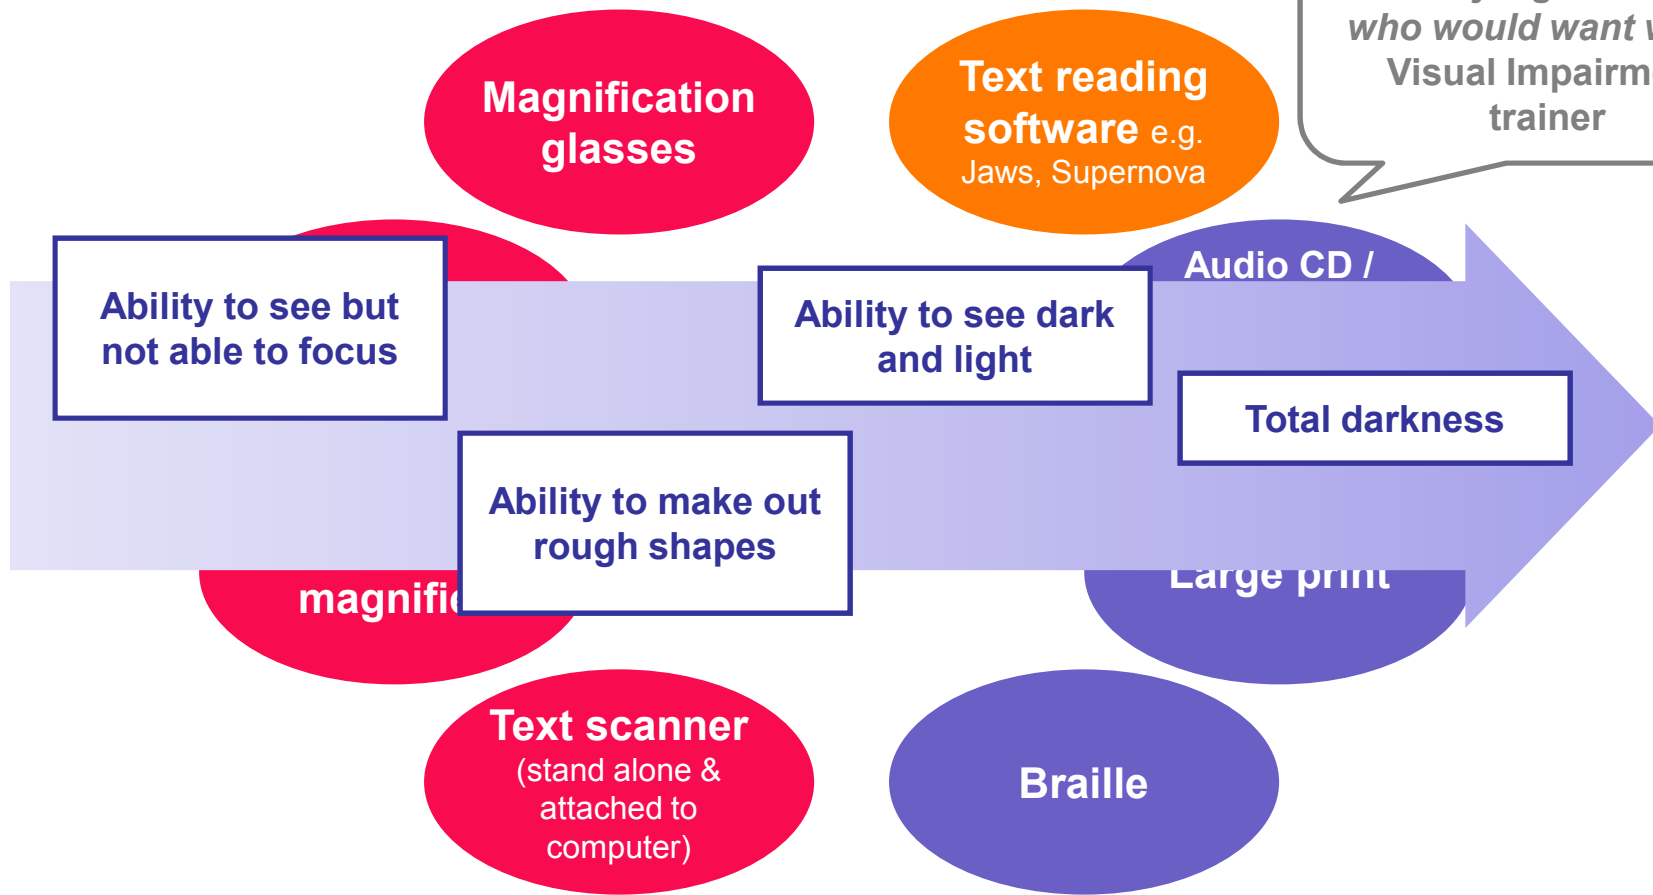 who would want
Visual
trainer
Magnification
glasses
Text reading
software e.g.
Jaws, Supernova
Audio CD /
Ability to see but
not able to focus
Ability to see dark
and light
Total darkness
Ability to make out
rough shapes
Large print
Text scanner
(stand alone &
attached to
computer)
Braille